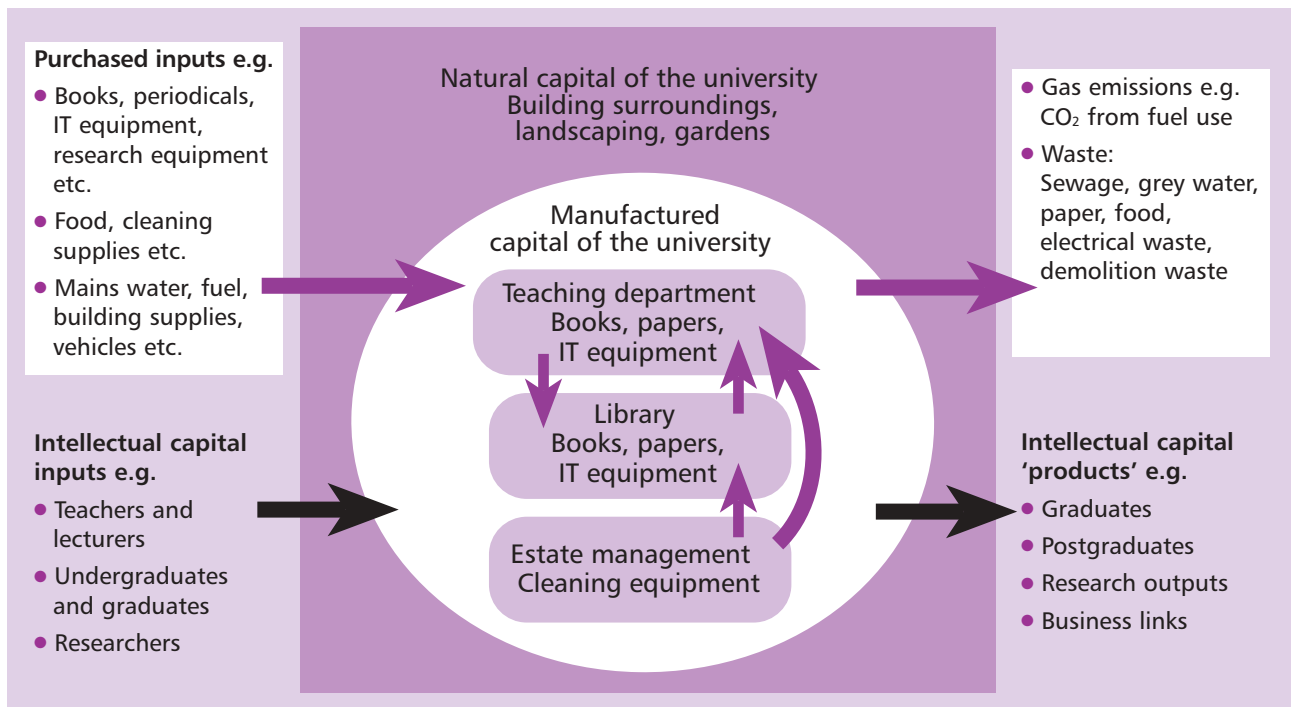 Purchased inputs e.g.
● Books, periodicals,
IT equipment,
research equipment
etc.
● Food, cleaning
supplies etc.
● Mains water, fuel,
building supplies,
vehicles etc.
Intellectual capital
inputs e.g.
● Teachers and
lecturers
● Undergraduates
and graduates
● Researchers
Natural capital of the university
Building surroundings,
landscaping, gardens
Manufactured
capital of the university
Teaching department
Books, papers,
IT equipment
Library
Books, papers,
IT equipment
Estate management
Cleaning equipment
● Gas emissions e.g.
CO₂ from fuel use
● Waste:
Sewage, grey water,
paper, food,
electrical waste,
demolition waste
Intellectual capital
‘products’ e.g.
● Graduates
● Postgraduates
● Research outputs
● Business links